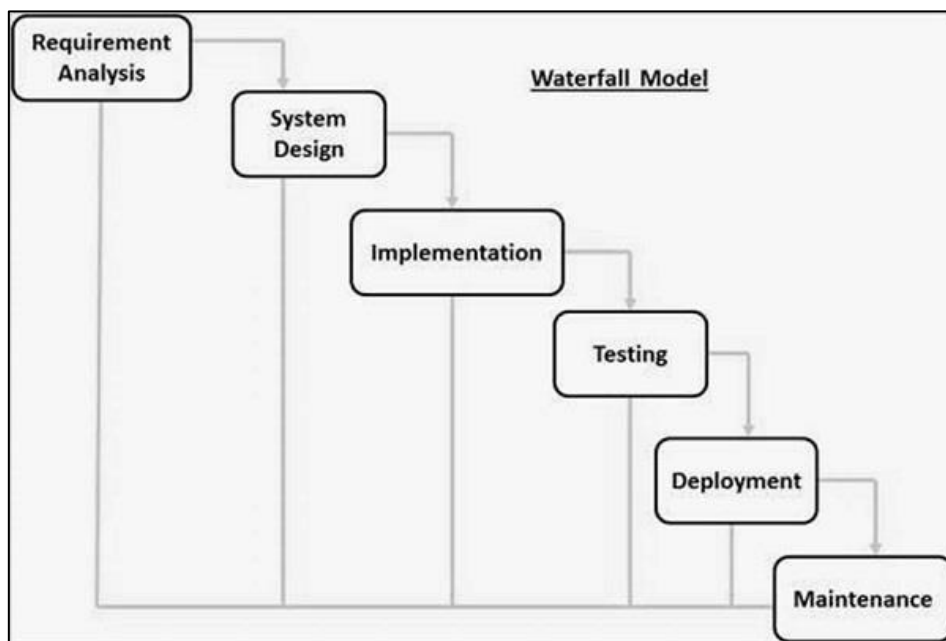 Requirement
Analysis
Waterfall Model
System
Design
Implementation
Testing
Deployment
Maintenance